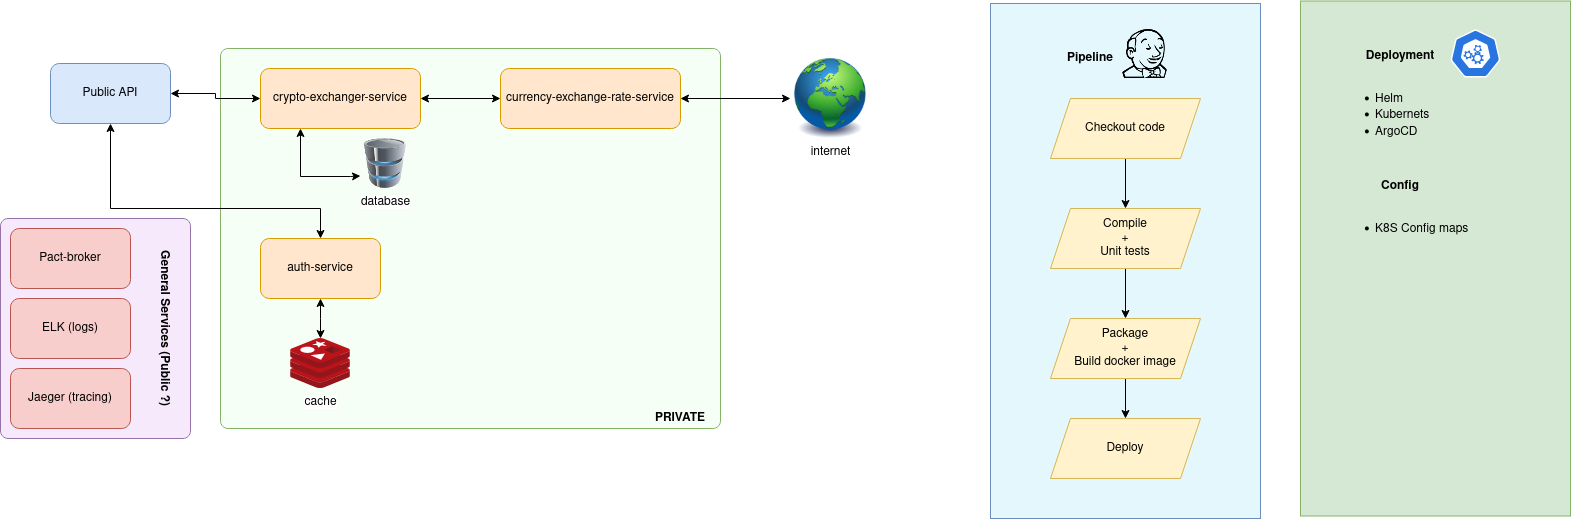 Public API
crypto-exchanger-service
currency-exchange-rate-service
internet
database
auth-service
cache
PRIVATE
Pact-broker
ELK (logs)
Jaeger (tracing)
General Services (Public ?)
Pipeline
Checkout code
Compile
+
Unit tests
Package
+
Build docker image
Deploy
Deployment
Helm
Kubernets
ArgoCD
Config
K8S Config maps